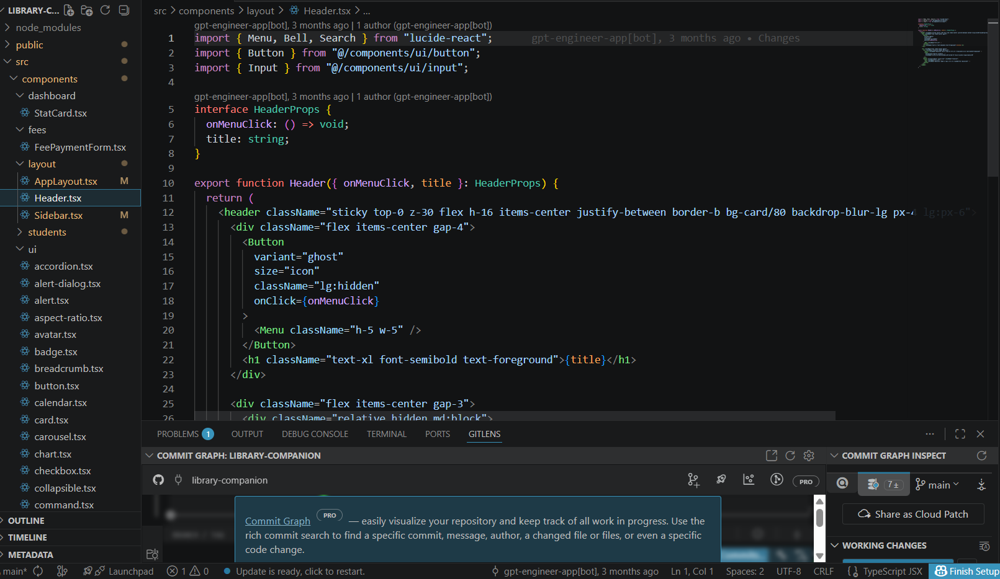 LIBRARY-C...
node_modules
public
src
components
dashboard
StatCard.tsx
fees
FeePaymentForm.tsx
layout
AppLayout.tsx M
Header.tsx
Sidebar.tsx M
students
ui
accordion.tsx
alert-dialog.tsx
alert.tsx
aspect-ratio.tsx
avatar.tsx
badge.tsx
breadcrumb.tsx
button.tsx
calendar.tsx
card.tsx
carousel.tsx
chart.tsx
checkbox.tsx
collapsible.tsx
command.tsx
OUTLINE
TIMELINE
METADATA
src > components > layout > Header.tsx > ...
gpt-engineer-app[bot], 3 months ago | 1 author (gpt-engineer-app[bot])
1 import { Menu, Bell, Search } from "lucide-react"; gpt-engineer-app[bot], 3 months ago • Changes
2 import { Button } from "@/components/ui/button";
3 import { Input } from "@/components/ui/input";
4
gpt-engineer-app[bot], 3 months ago | 1 author (gpt-engineer-app[bot])
5 interface HeaderProps {
6 onMenuClick: () => void;
7 title: string;
8 }
9
10 export function Header({ onMenuClick, title }: HeaderProps) {
11 return (
12 <header className="sticky top-0 z-30 flex h-16 items-center justify-between border-b bg-card/80 backdrop-blur-lg px-4 lg:px-6">
13 <div className="flex items-center gap-4">
14 <Button
15 variant="ghost"
16 size="icon"
17 className="lg:hidden"
18 onClick={onMenuClick}
19 >
20 <Menu className="h-5 w-5" />
21 </Button>
22 <h1 className="text-xl font-semibold text-foreground">{title}</h1>
23 </div>
24
25 <div className="flex items-center gap-3">
26 <div className="relative hidden md:block">
PROBLEMS 1 OUTPUT DEBUG CONSOLE TERMINAL PORTS GITLENS
COMMIT GRAPH: LIBRARY-COMPANION
library-companion PRO
Commit Graph PRO — easily visualize your repository and keep track of all work in progress. Use the
rich commit search to find a specific commit, message, author, a changed file or files, or even a specific
code change.
COMMIT GRAPH INSPECT
7± main
Share as Cloud Patch
WORKING CHANGES
main* Launchpad 1 0 Update is ready, click to restart. gpt-engineer-app[bot], 3 months ago Ln 1, Col 1 Spaces: 2 UTF-8 CRLF {} TypeScript JSX Finish Setup